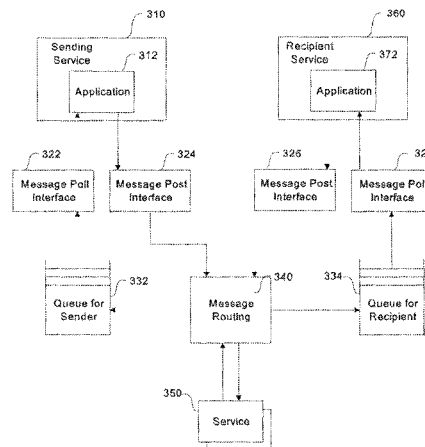 310
360
Sending
Service
312
Application
Recipient
Service
372
Application
322
324
326
Message Poll
Interface
Message Post
Interface
Message Post
Interface
Message
Interface
332
340
334
Queue for
Sender
Message
Routing
Queue for
Recipient
350
Service